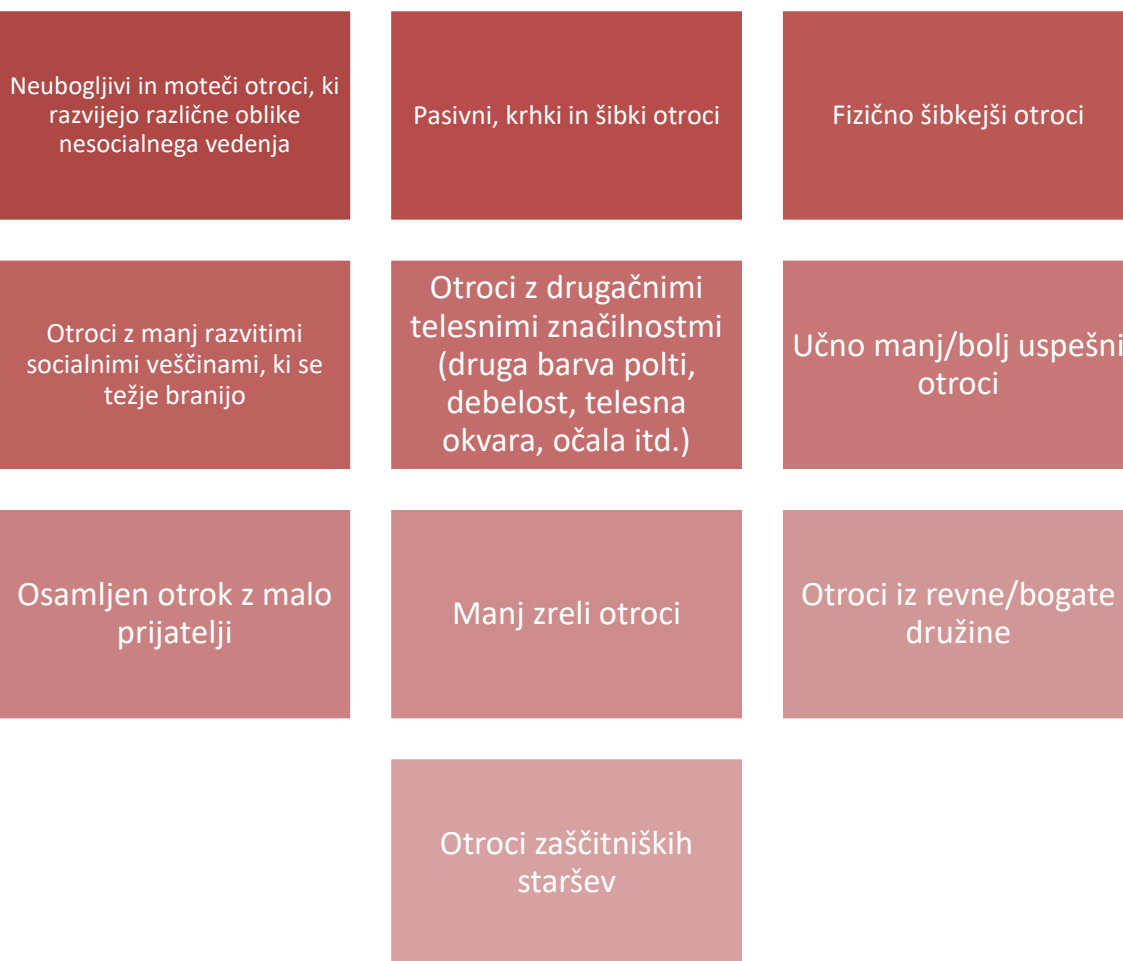 Neubogljivi in moteči otroci, ki
razvijejo različne oblike
nesocialnega vedenja
Pasivni, krhki in šibki otroci
Fizično šibkejši otroci
Otroci z manj razvitimi
socialnimi veščinami, ki se
težje branijo
Otroci z drugačnimi
telesnimi značilnostmi
(druga barva polti,
debelost, telesna
okvara, očala itd.)
Učno manj/bolj uspešni
otroci
Osamljen otrok z malo
prijatelji
Manj zreli otroci
Otroci iz revne/bogate
družine
Otroci zaščitniških
staršev